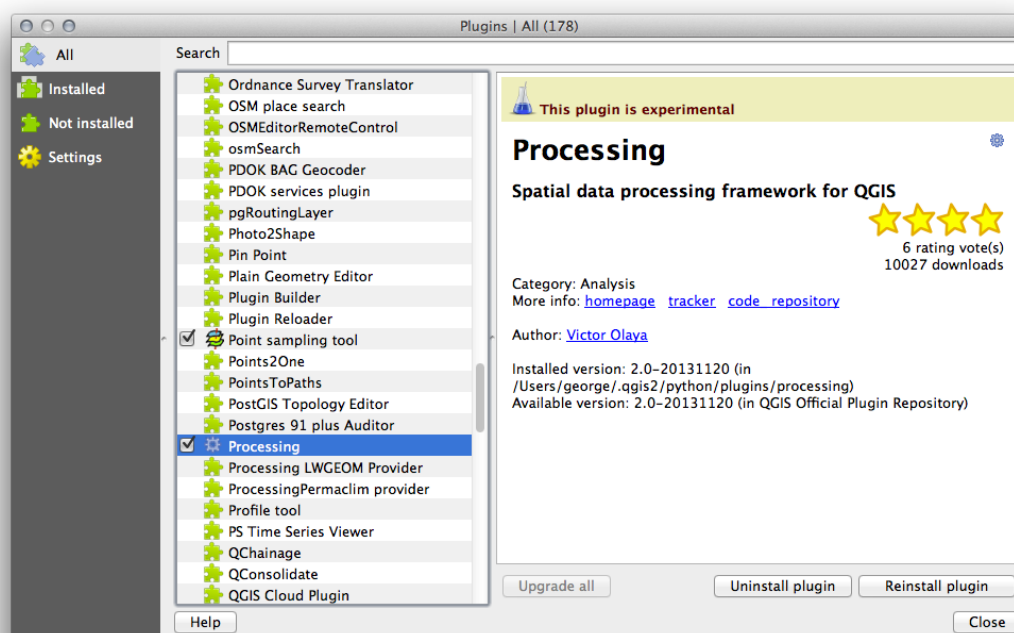 Plugins | All (178)
All
Installed
Not installed
Settings
Search
Ordnance Survey Translator
OSM place search
OSMEditorRemoteControl
osmSearch
PDOK BAG Geocoder
PDOK services plugin
pgRoutingLayer
Photo2Shape
Pin Point
Plain Geometry Editor
Plugin Builder
Plugin Reloader
Point sampling tool
Points2One
PointsToPaths
PostGIS Topology Editor
Postgres 91 plus Auditor
Processing
Processing LWGEOM Provider
ProcessingPermaclim provider
Profile tool
PS Time Series Viewer
QChainage
QConsolidate
QGIS Cloud Plugin
This plugin is experimental
Processing
Spatial data processing framework for QGIS
6 rating vote(s)
10027 downloads
Category: Analysis
More info: homepage tracker code_repository
Author: Victor Olaya
Installed version: 2.0-20131120 (in
/Users/george/.qgis2/python/plugins/processing)
Available version: 2.0-20131120 (in QGIS Official Plugin Repository)
Upgrade all
Uninstall plugin
Reinstall plugin
Help
Close